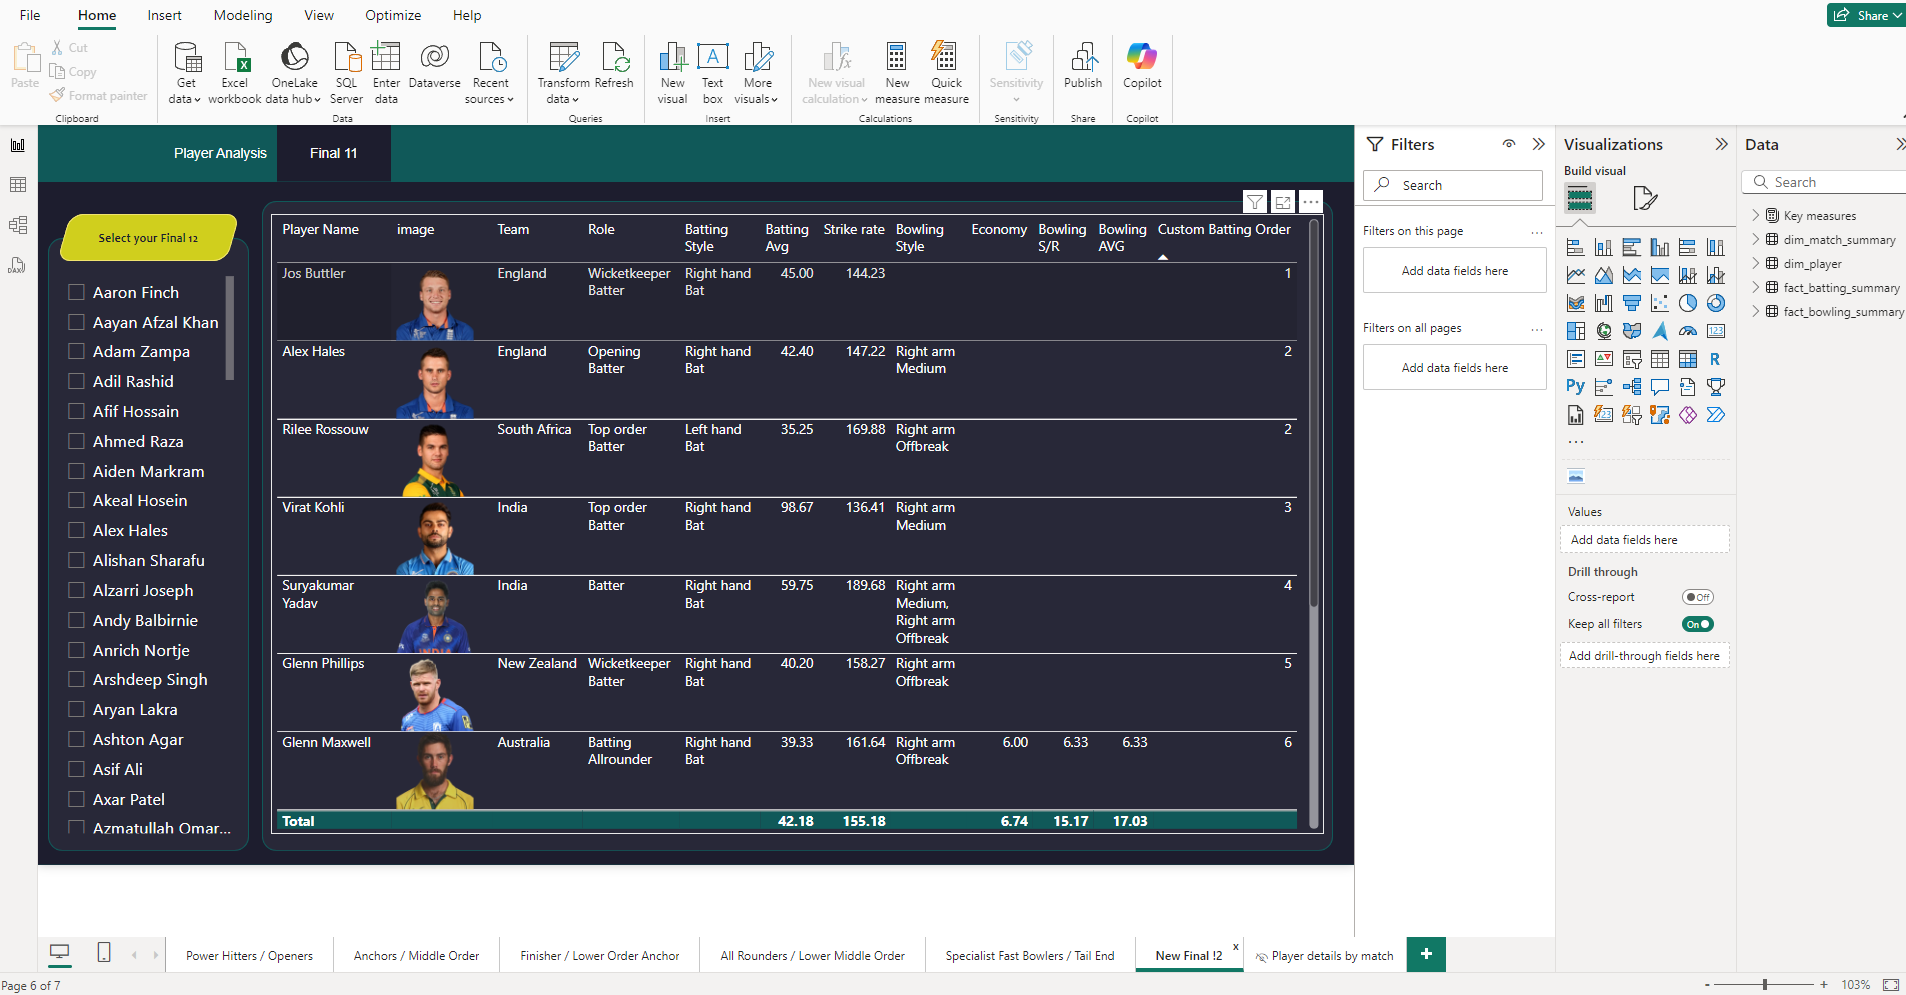 File Home Insert Modeling View Optimize Help
Share
Paste
Cut
Copy
Format painter
Clipboard
Get data
Excel workbook
OneLake data hub
SQL Server
Enter data
Dataverse
Recent sources
Data
Transform data
Refresh
Queries
New visual
Text box
More visuals
Insert
New visual calculation
New measure
Quick measure
Calculations
Sensitivity
Sensitivity
Publish
Share
Copilot
Copilot
Player Analysis Final 11
Select your Final 12
Aaron Finch
Aayan Afzal Khan
Adam Zampa
Adil Rashid
Afif Hossain
Ahmed Raza
Aiden Markram
Akeal Hosein
Alex Hales
Alishan Sharafu
Alzarri Joseph
Andy Balbirnie
Anrich Nortje
Arshdeep Singh
Aryan Lakra
Ashton Agar
Asif Ali
Axar Patel
Azmatullah Omar...
Player Name image Team Role Batting Style Batting Avg Strike rate Bowling Style Economy Bowling S/R Bowling AVG Custom Batting Order
Jos Buttler England Wicketkeeper Batter Right hand Bat 45.00 144.23 1
Alex Hales England Opening Batter Right hand Bat 42.40 147.22 Right arm Medium 2
Rilee Rossouw South Africa Top order Batter Left hand Bat 35.25 169.88 Right arm Offbreak 2
Virat Kohli India Top order Batter Right hand Bat 98.67 136.41 Right arm Medium 3
Suryakumar Yadav India Batter Right hand Bat 59.75 189.68 Right arm Medium, Right arm Offbreak 4
INDIA
Glenn Phillips New Zealand Wicketkeeper Batter Right hand Bat 40.20 158.27 Right arm Offbreak 5
Glenn Maxwell Australia Batting Allrounder Right hand Bat 39.33 161.64 Right arm Offbreak 6.00 6.33 6.33 6
Total 42.18 155.18 6.74 15.17 17.03
Filters
Search
Filters on this page ...
Add data fields here
Filters on all pages ...
Add data fields here
Visualizations
Build visual
123
R
Py
123
...
Values
Add data fields here
Drill through
Cross-report Off
Keep all filters On
Add drill-through fields here
Data
Search
Key measures
dim_match_summary
dim_player
fact_batting_summary
fact_bowling_summary
Power Hitters / Openers
Anchors / Middle Order
Finisher / Lower Order Anchor
All Rounders / Lower Middle Order
Specialist Fast Bowlers / Tail End
New Final !2 x
Player details by match
+
Page 6 of 7
- + 103%